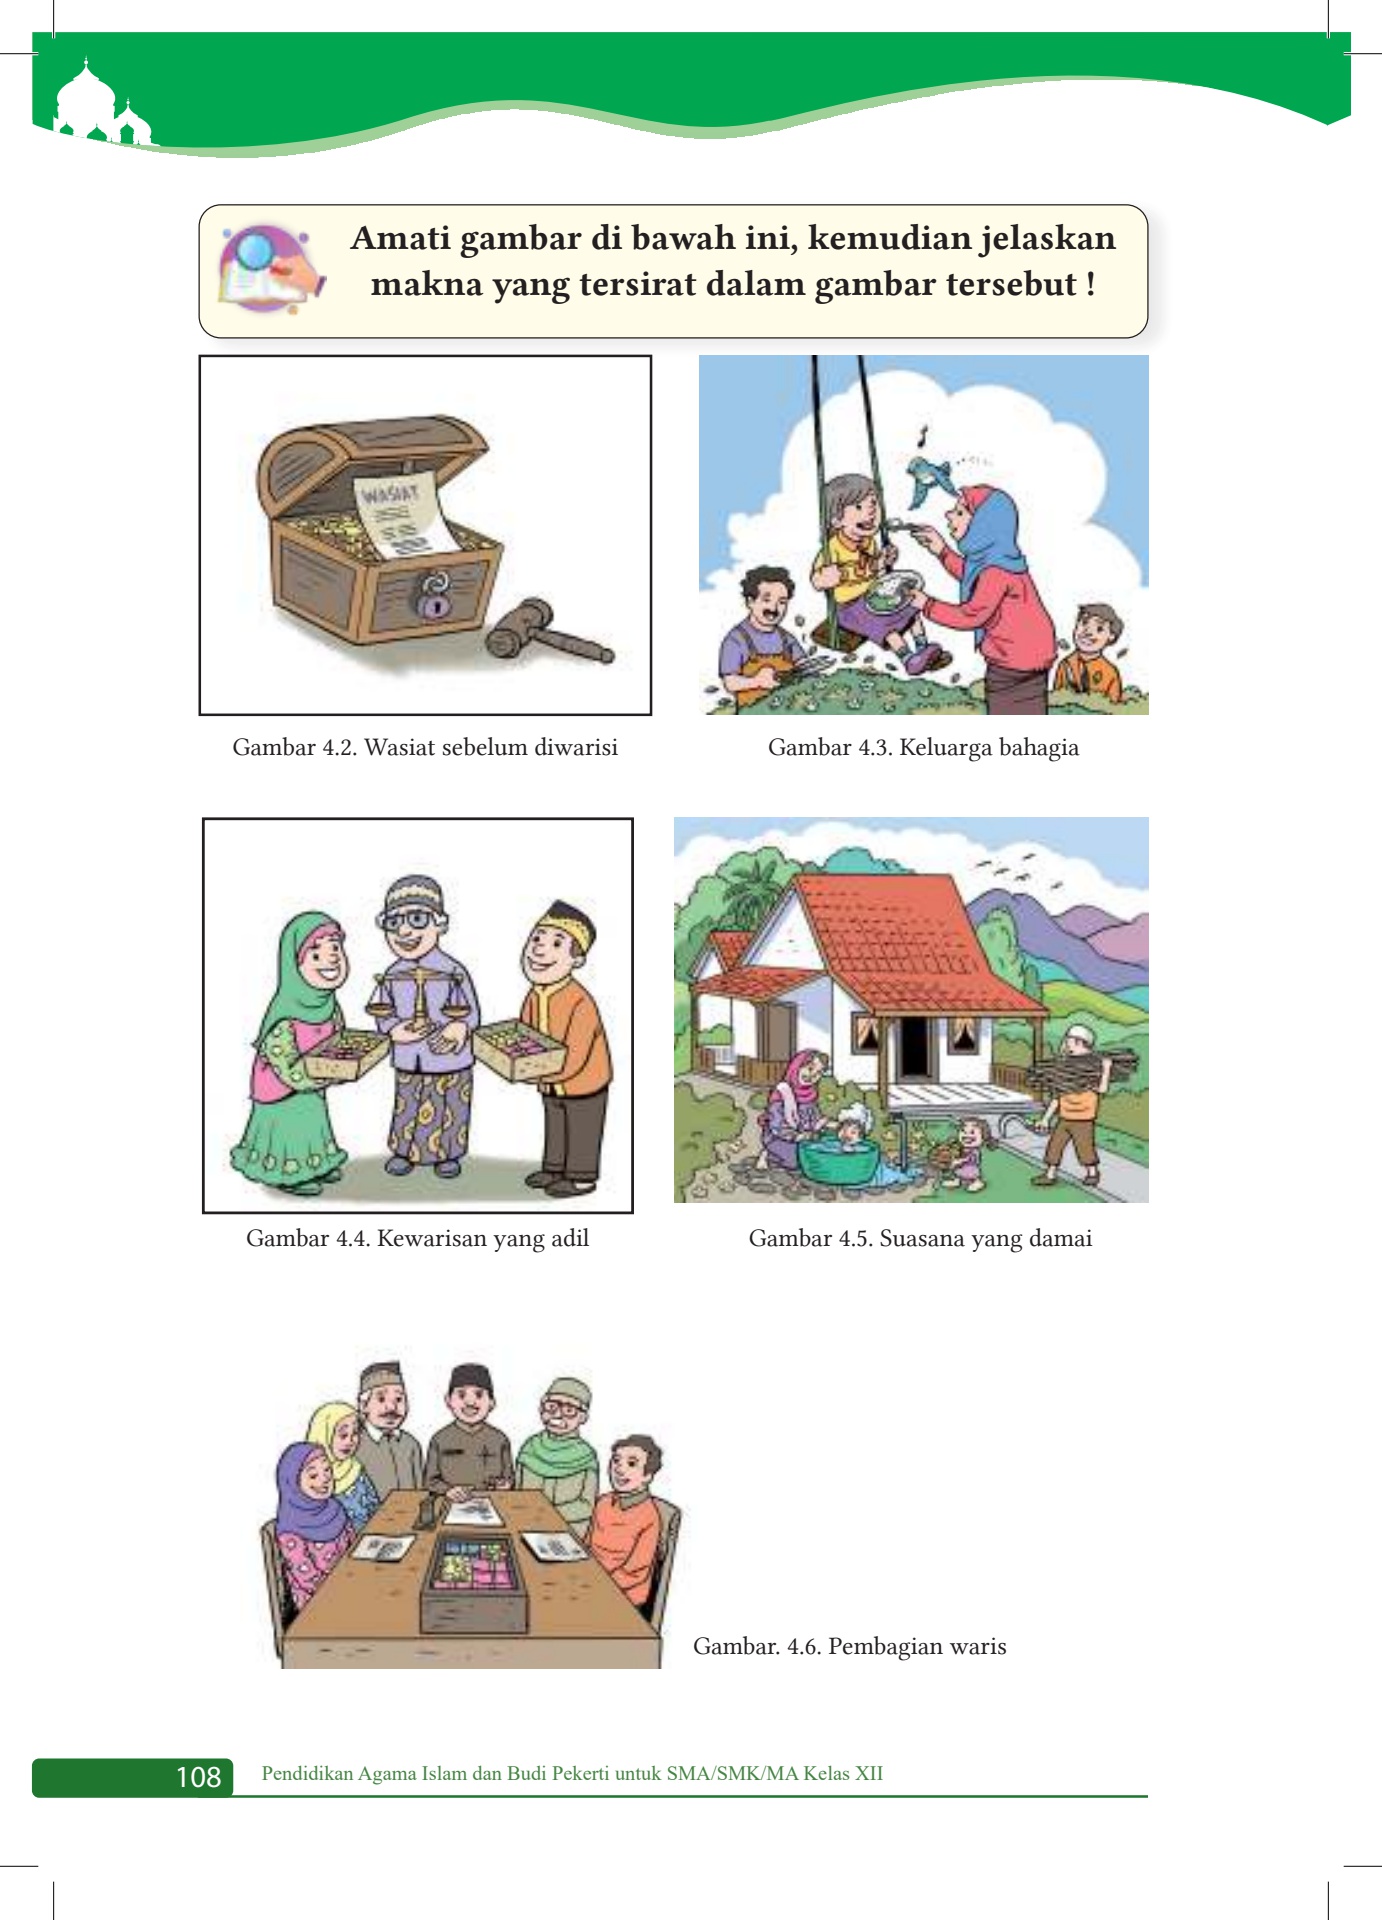 Amati gambar di bawah ini, kemudian jelaskan
makna yang tersirat dalam gambar tersebut !
WASIAT
Gambar 4.2. Wasiat sebelum diwarisi
Gambar 4.3. Keluarga bahagia
Gambar 4.4. Kewarisan yang adil
Gambar 4.5. Suasana yang damai
Gambar. 4.6. Pembagian waris
108
Pendidikan Agama Islam dan Budi Pekerti untuk SMA/SMK/MA Kelas XII